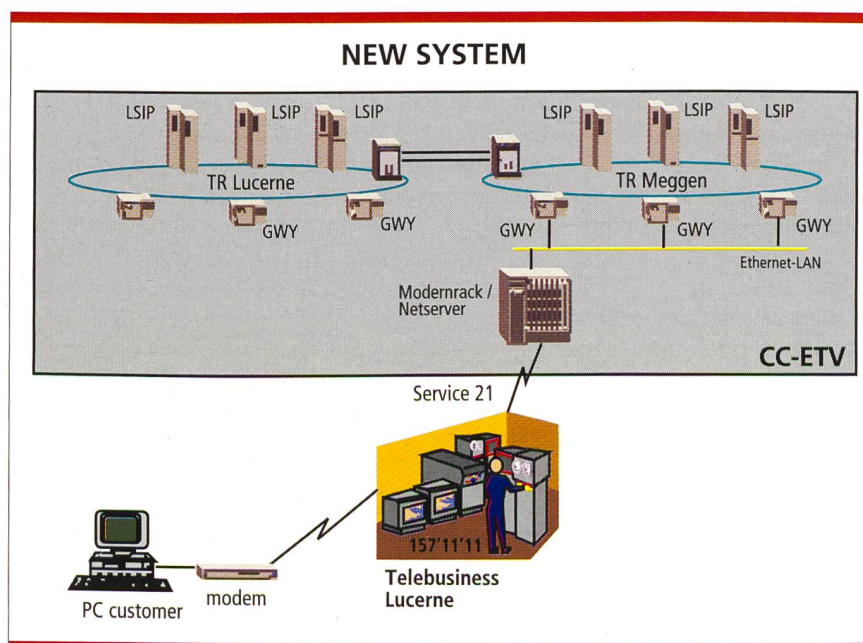 NEW SYSTEM
LSIP
LSIP
LSIP
LSIP
LSIP
LSIP
TR Lucerne
TR Meggen
GWY
GWY
GWY
GWY
GWY
Ethernet-LAN
Modernrack /
Netserver
CC-ETV
Service 21
157'11'11
Telebusiness
Lucerne
PC customer
modem